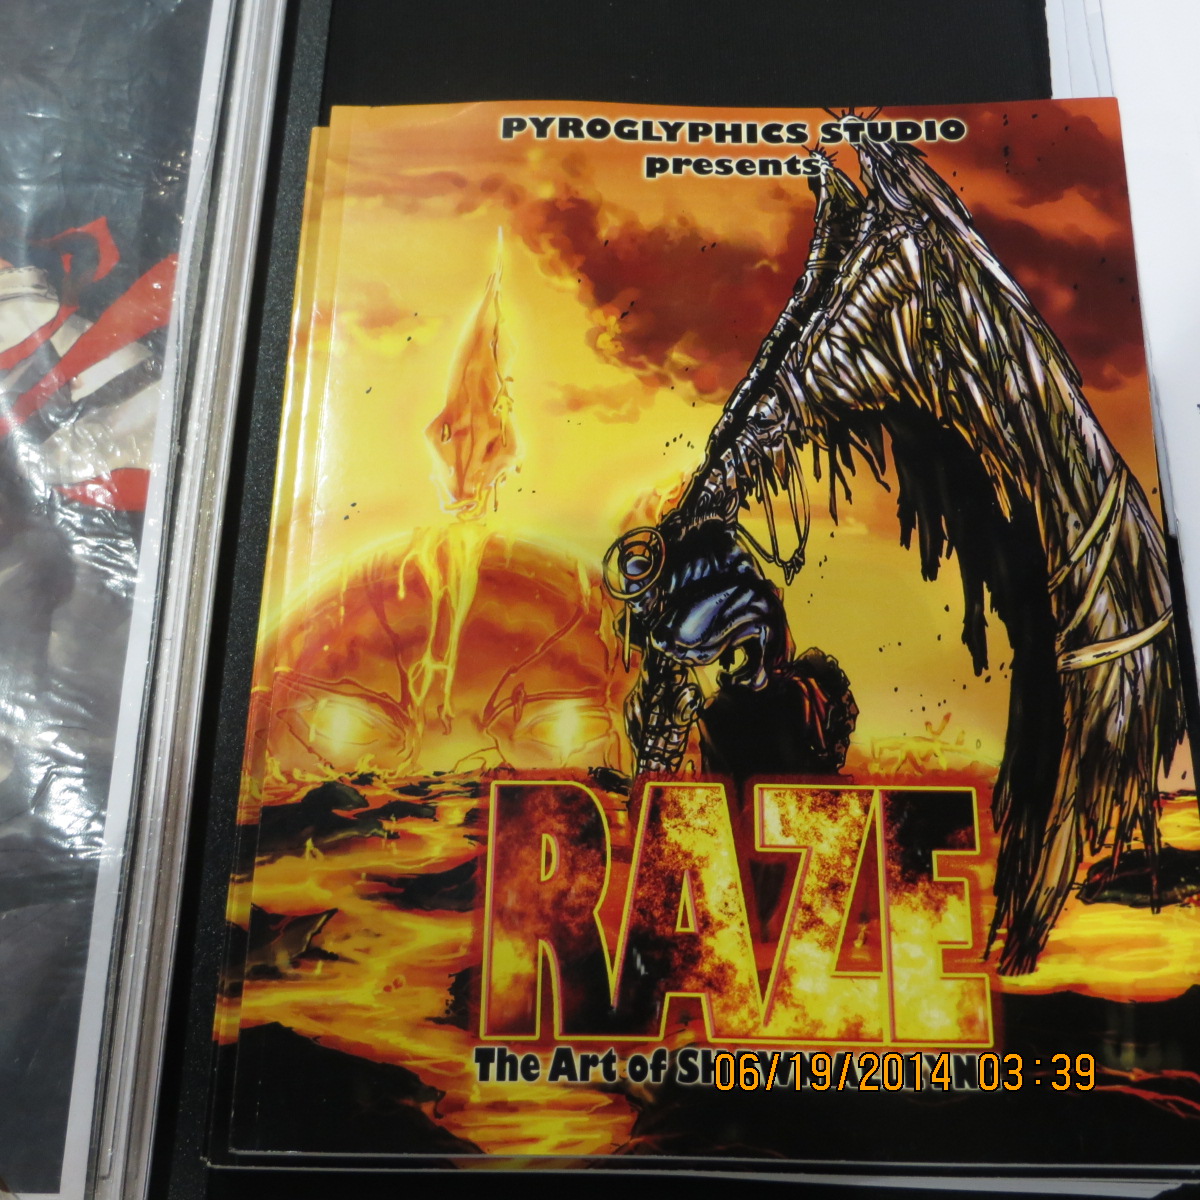 PYROGLYPHICS STUDIO
presents
RAZE
The Art of
06/19/2014 03:39